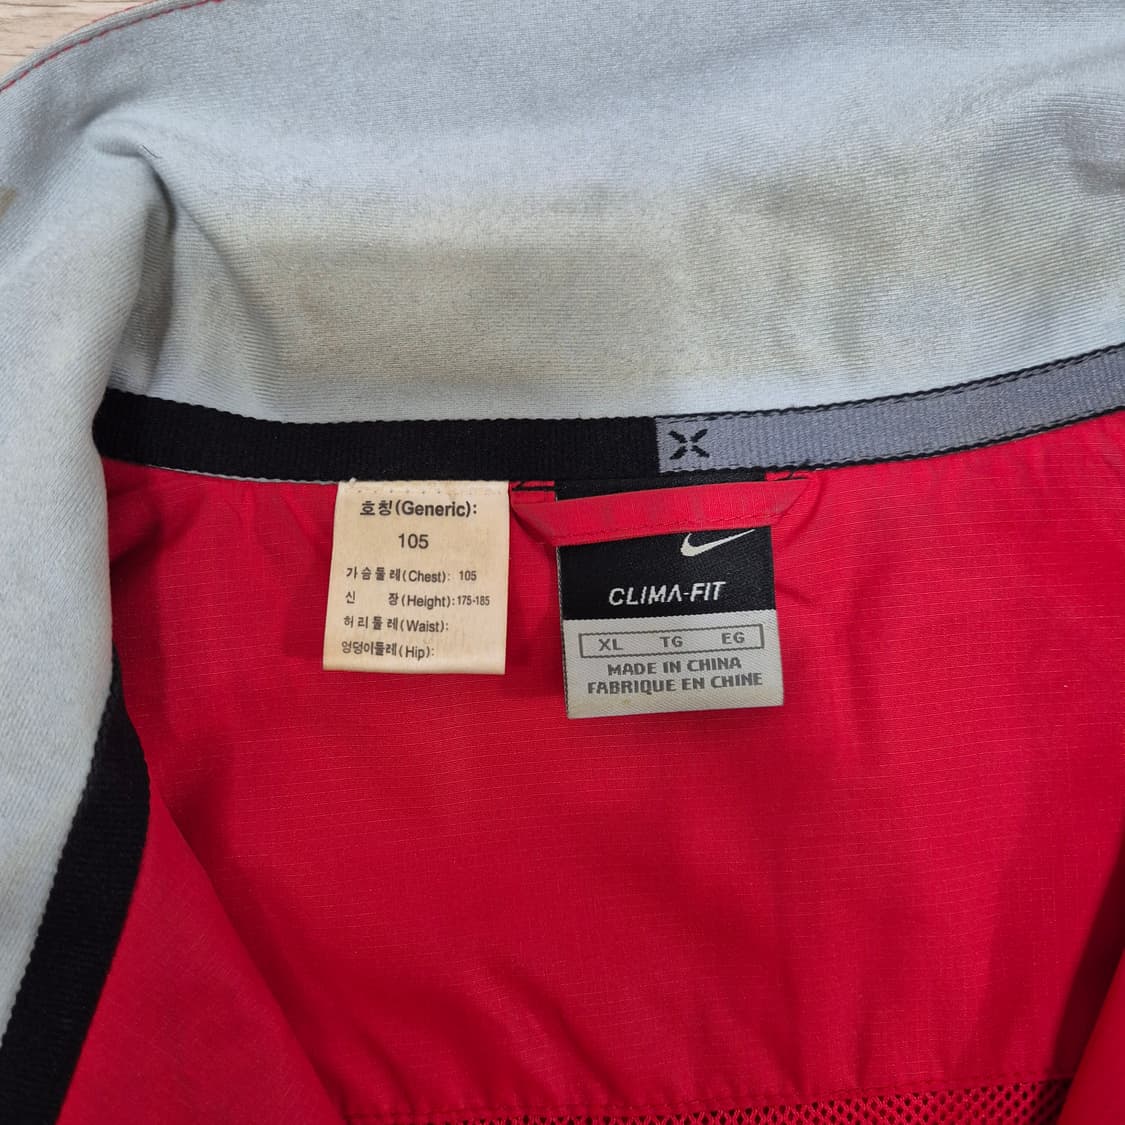 호칭(Generic):
105
가슴둘레(Chest): 105
신 장(Height):175-185
허리둘레(Waist):
엉덩이둘레(Hip):
CLIMA-FIT
XL TG EG
MADE IN CHINA
FABRIQUE EN CHINE